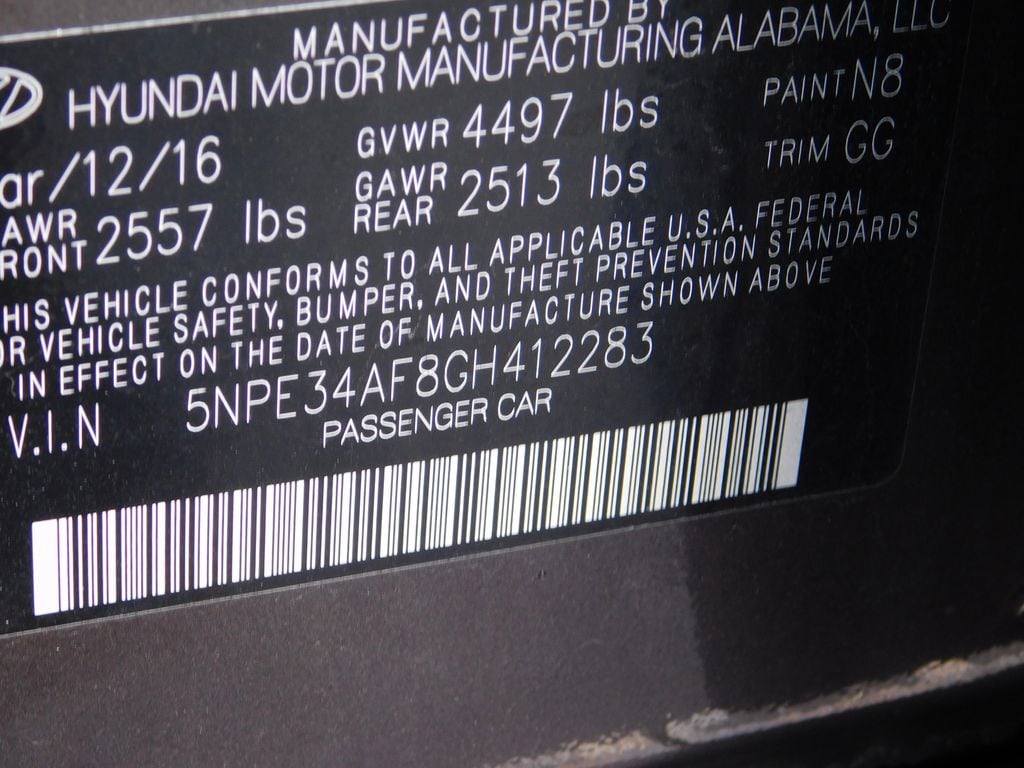 MANUFACTURED BY
HYUNDAI MOTOR MANUFACTURING ALABAMA, LLC
ar/12/16 GVWR 4497 lbs PAINT N8
AWR RONT 2557 lbs GAWR REAR 2513 lbs TRIM GG
HIS VEHICLE CONFORMS TO ALL APPLICABLE U.S.A. FEDERAL
OR VEHICLE SAFETY, BUMPER, AND THEFT PREVENTION STANDARDS
IN EFFECT ON THE DATE OF MANUFACTURE SHOWN ABOVE
V.I.N 5NPE34AF8GH412283
PASSENGER CAR